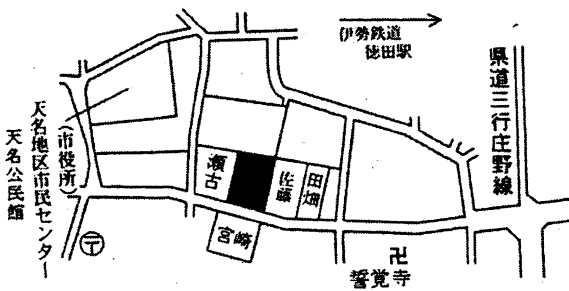 伊勢鉄道
徳田駅
県道三行庄野線
(市役所)
天名地区市民センター
天名公民館
瀬古
佐藤
田畑
宮崎
〒
卍
誓覚寺